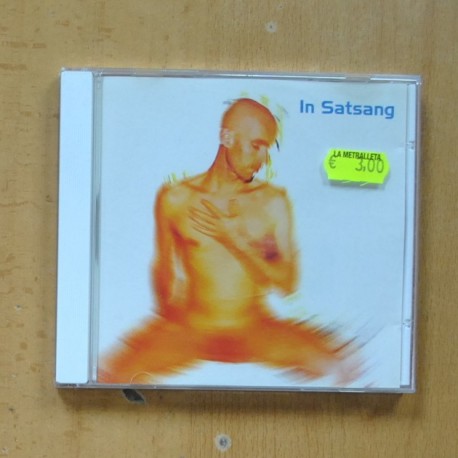 In Satsang
LA METRALLETA
€ 3,00